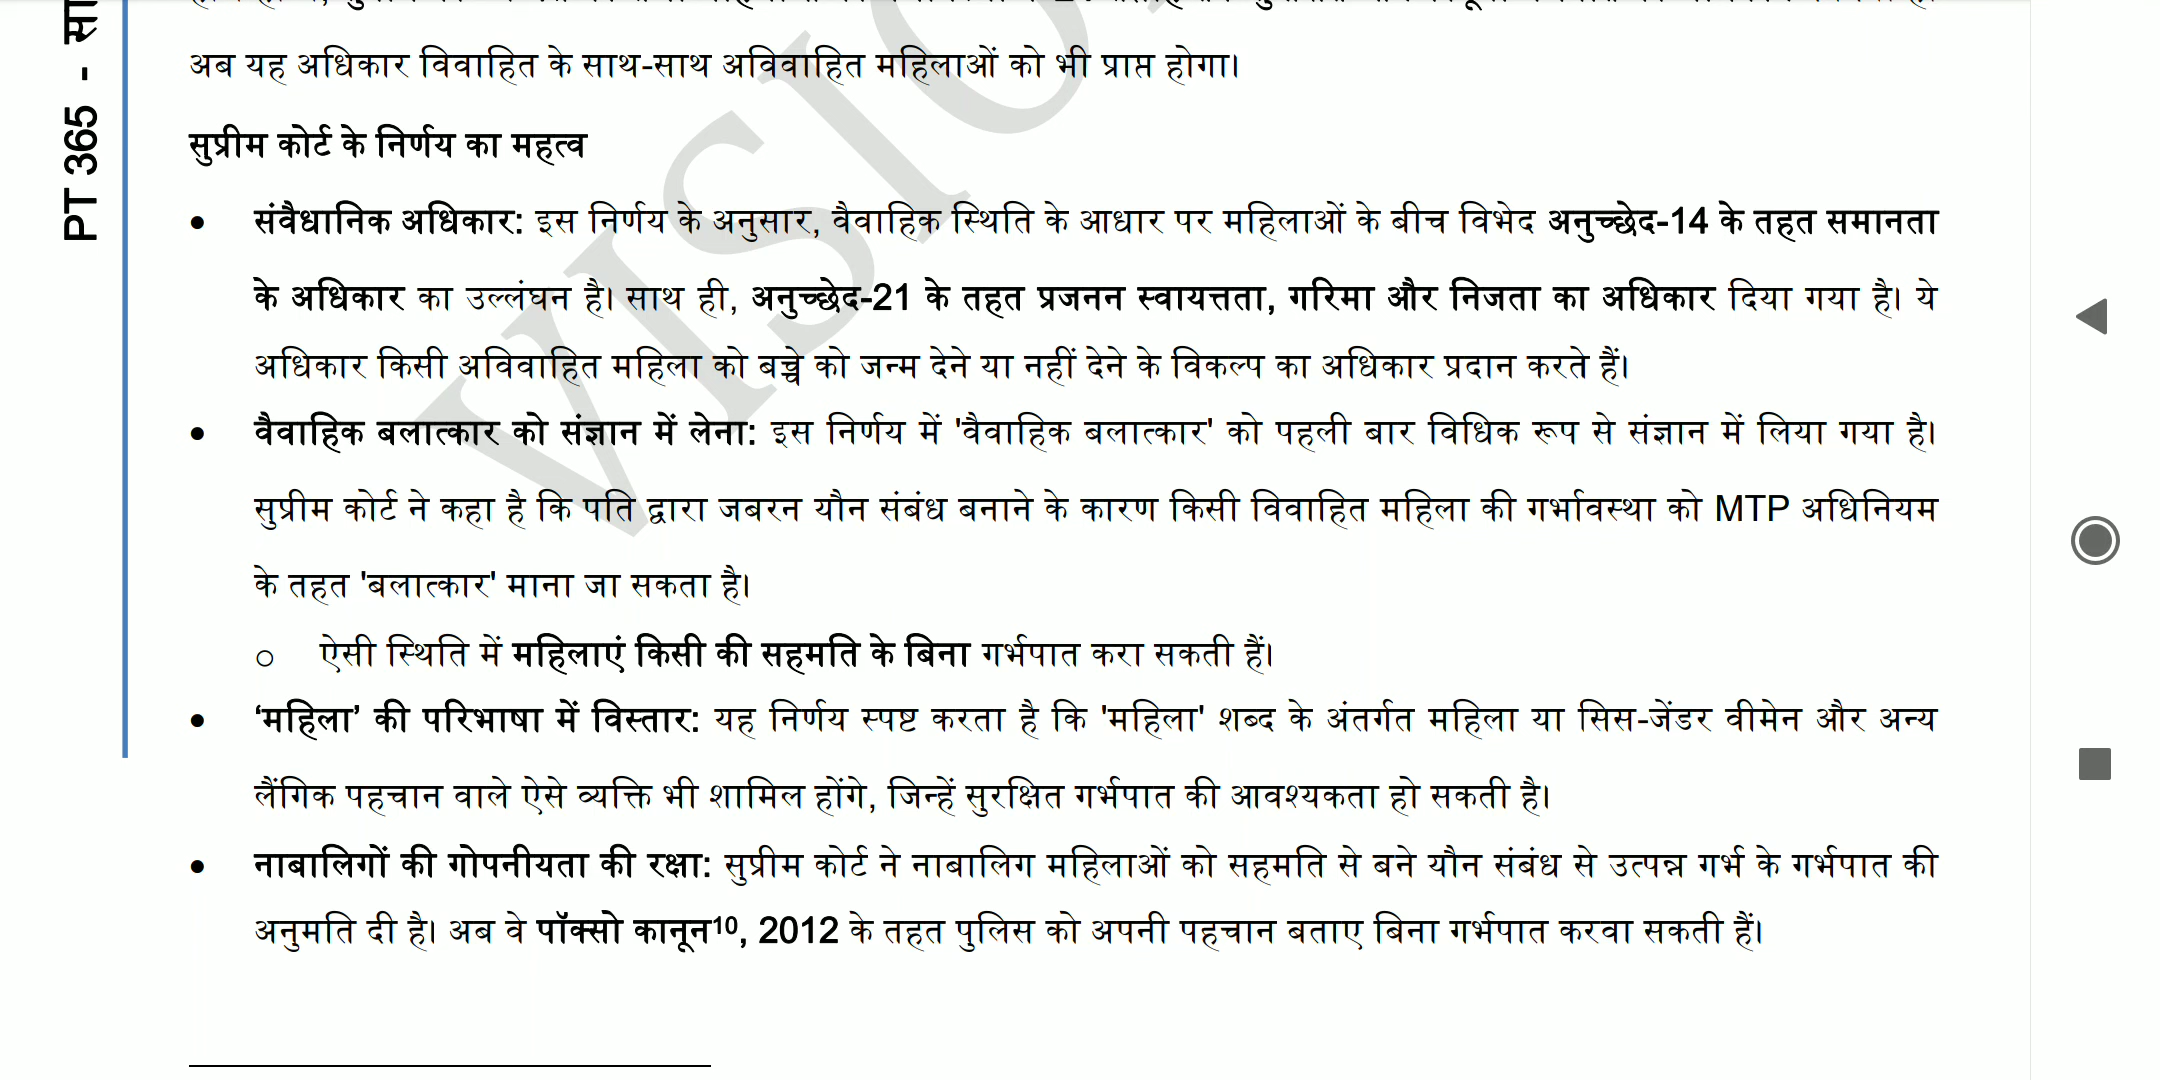 अब यह अधिकार विवाहित के साथ-साथ अविवाहित महिलाओं को भी प्राप्त होगा।
सुप्रीम कोर्ट के निर्णय का महत्व
• संवैधानिक अधिकार: इस निर्णय के अनुसार, वैवाहिक स्थिति के आधार पर महिलाओं के बीच विभेद अनुच्छेद-14 के तहत समानता
के अधिकार का उल्लंघन है। साथ ही, अनुच्छेद-21 के तहत प्रजनन स्वायत्तता, गरिमा और निजता का अधिकार दिया गया है। ये
अधिकार किसी अविवाहित महिला को बच्चे को जन्म देने या नहीं देने के विकल्प का अधिकार प्रदान करते हैं।
• वैवाहिक बलात्कार को संज्ञान में लेना: इस निर्णय में 'वैवाहिक बलात्कार' को पहली बार विधिक रूप से संज्ञान में लिया गया है।
सुप्रीम कोर्ट ने कहा है कि पति द्वारा जबरन यौन संबंध बनाने के कारण किसी विवाहित महिला की गर्भावस्था को MTP अधिनियम
के तहत 'बलात्कार' माना जा सकता है।
○ ऐसी स्थिति में महिलाएं किसी की सहमति के बिना गर्भपात करा सकती हैं।
• ‘महिला’ की परिभाषा में विस्तार: यह निर्णय स्पष्ट करता है कि 'महिला' शब्द के अंतर्गत महिला या सिस-जेंडर वीमेन और अन्य
लैंगिक पहचान वाले ऐसे व्यक्ति भी शामिल होंगे, जिन्हें सुरक्षित गर्भपात की आवश्यकता हो सकती है।
• नाबालिगों की गोपनीयता की रक्षा: सुप्रीम कोर्ट ने नाबालिग महिलाओं को सहमति से बने यौन संबंध से उत्पन्न गर्भ के गर्भपात की
अनुमति दी है। अब वे पॉक्सो कानून¹⁰, 2012 के तहत पुलिस को अपनी पहचान बताए बिना गर्भपात करवा सकती हैं।
PT 365 - सा
VISIO